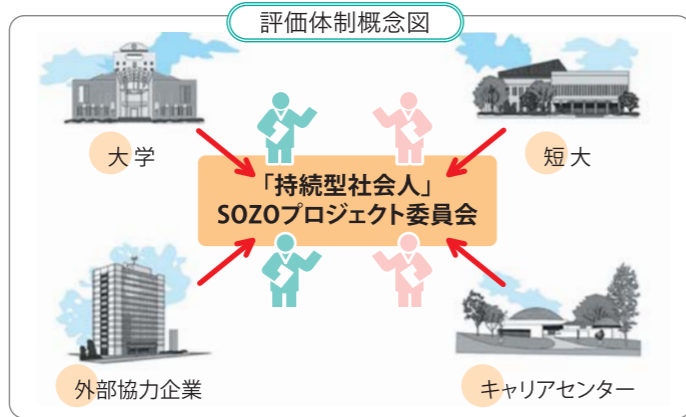 評価体制概念図
大学
短大
「持続型社会人」
SOZOプロジェクト委員会
外部協力企業
キャリアセンター